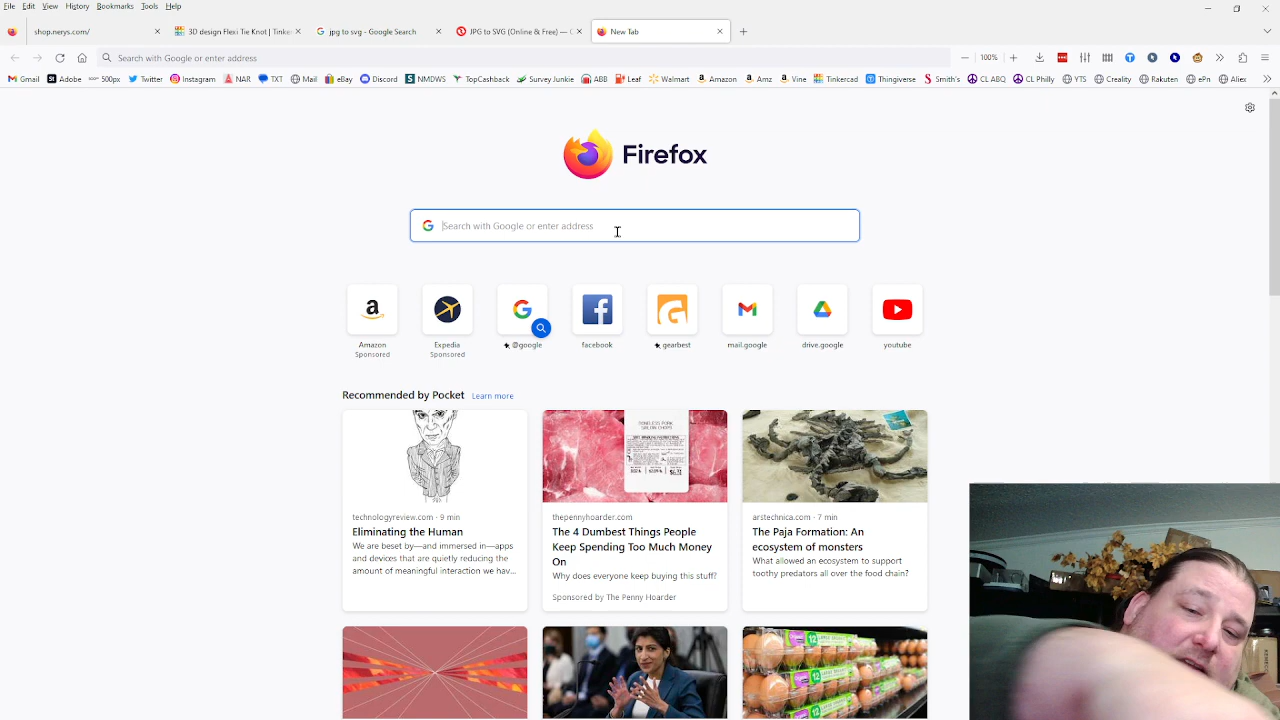 File Edit View History Bookmarks Tools Help
shop.nerys.com/
3D design Flexi Tie Knot | Tinker
jpg to svg - Google Search
JPG to SVG (Online & Free) — C
New Tab
Search with Google or enter address
100%
Gmail Adobe 500px Twitter Instagram NAR TXT Mail eBay Discord NMDWS TopCashback Survey Junkie ABB Leaf Walmart Amazon Amz Vine Tinkercad Thingiverse Smith's CL ABQ CL Philly YTS Creality Rakuten ePn Aliex
Firefox
Search with Google or enter address
Amazon
Sponsored
Expedia
Sponsored
@google
facebook
gearbest
mail.google
drive.google
youtube
Recommended by Pocket Learn more
technologyreview.com · 9 min
Eliminating the Human
We are beset by—and immersed in—apps
and devices that are quietly reducing the
amount of meaningful interaction we hav...
thepennyhoarder.com
The 4 Dumbest Things People
Keep Spending Too Much Money
On
Why does everyone keep buying this stuff?
Sponsored by The Penny Hoarder
arstechnica.com · 7 min
The Paja Formation: An
ecosystem of monsters
What allowed an ecosystem to support
toothy predators all over the food chain?